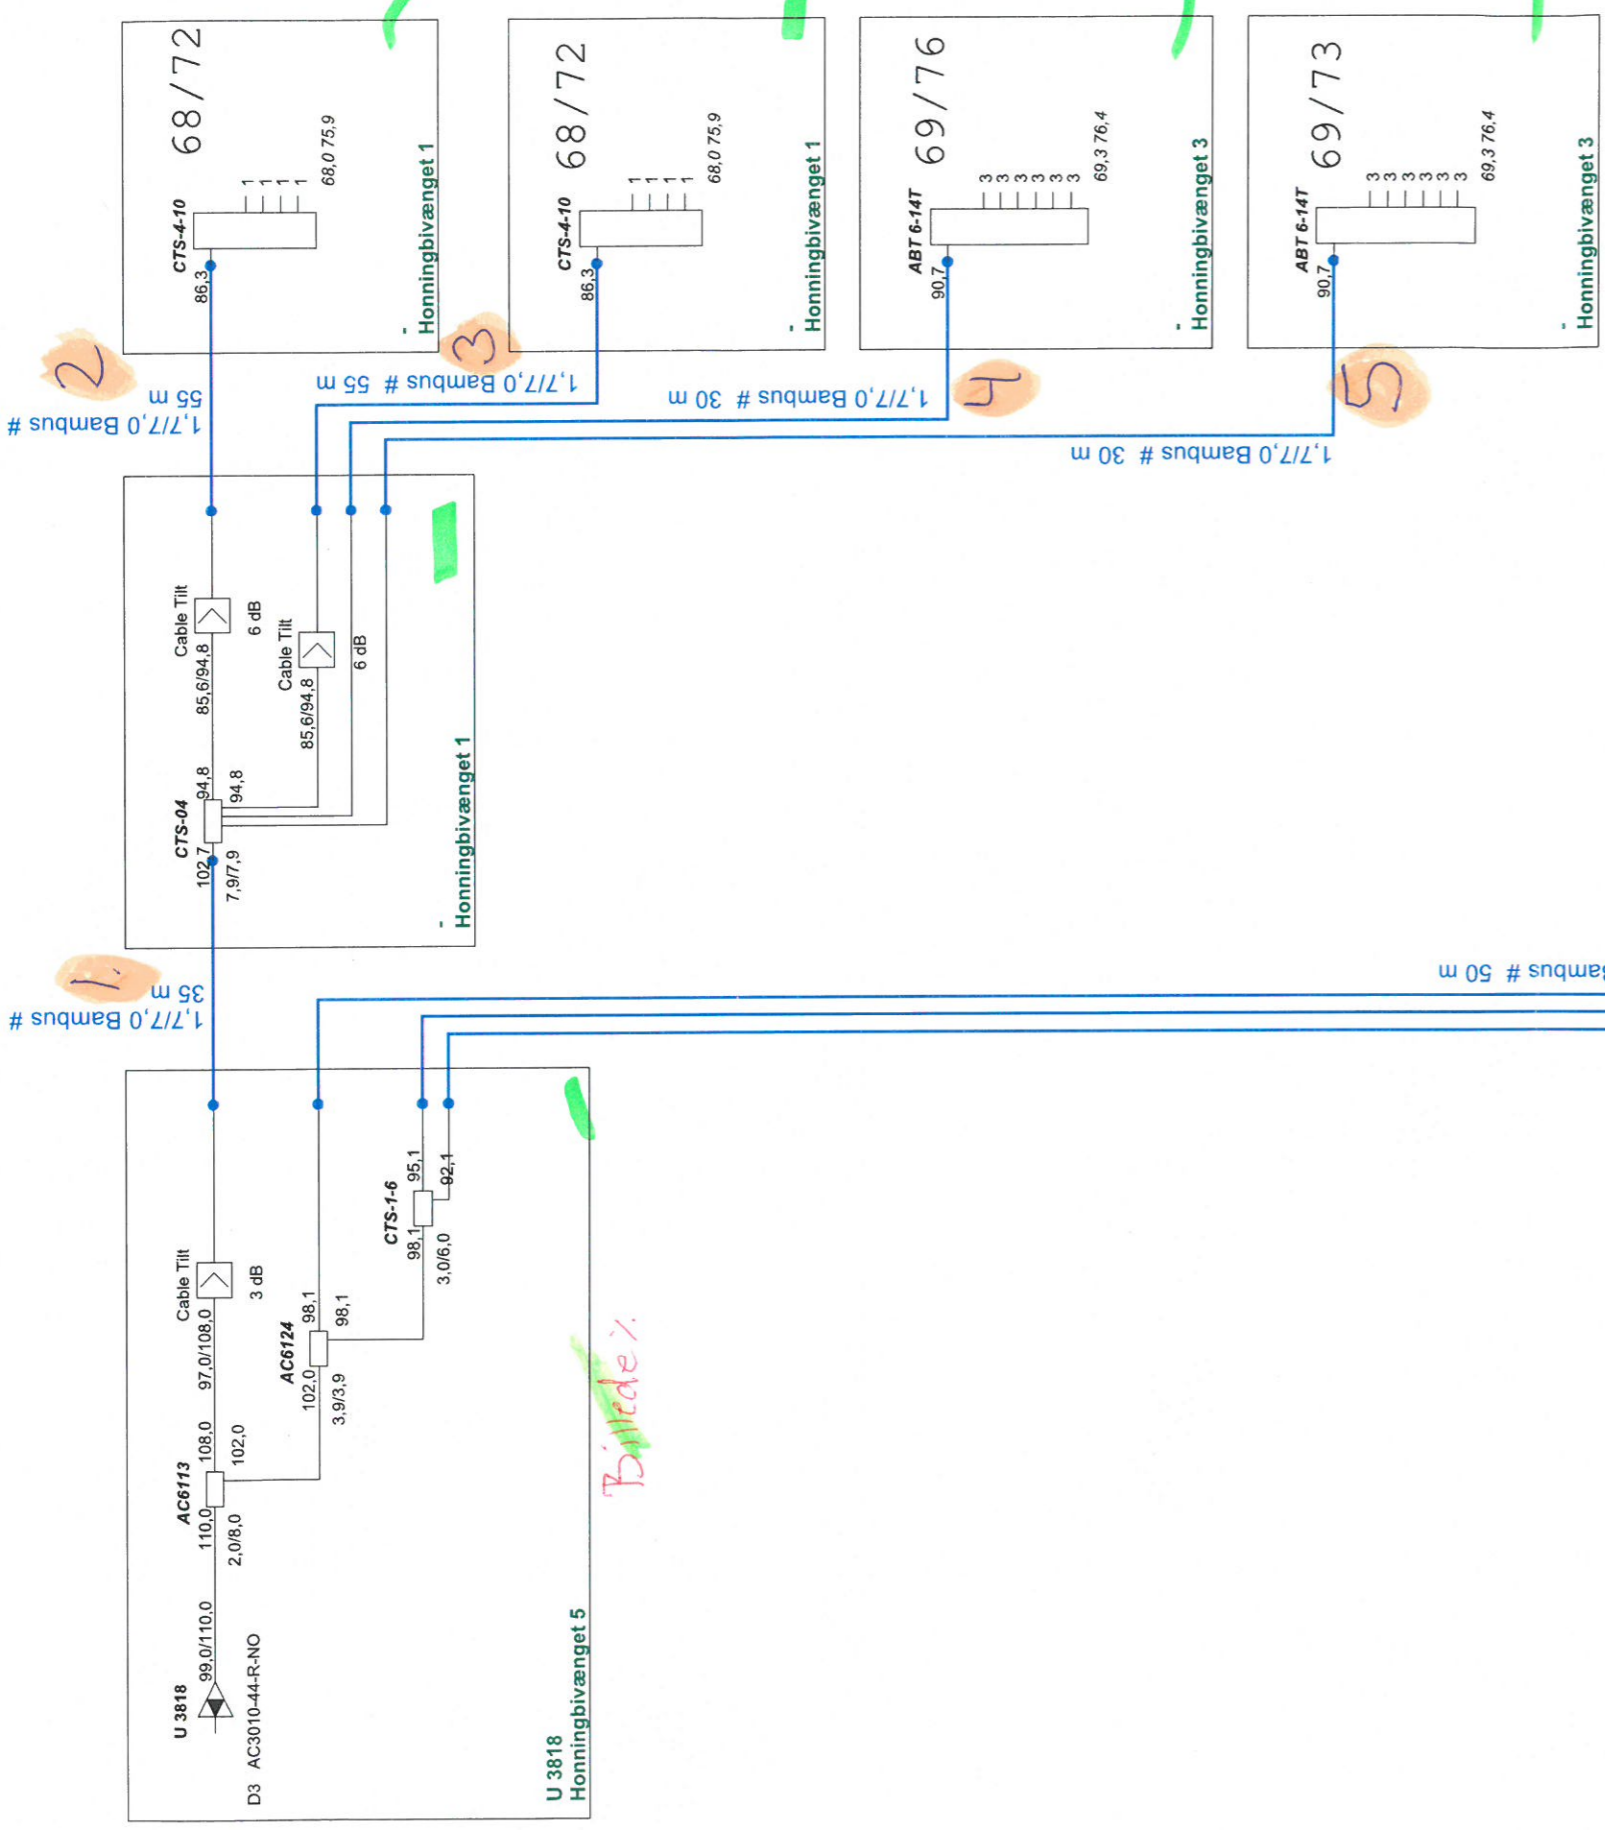 68/72
CTS-4-10
86,3
1
1
1
1
68,0 75,9
-
Honningbivænget 1
68/72
CTS-4-10
86,3
1
1
1
1
68,0 75,9
-
Honningbivænget 1
69/76
ABT 6-14T
90,7
3
3
3
3
3
3
69,3 76,4
-
Honningbivænget 3
69/73
ABT 6-14T
90,7
3
3
3
3
3
3
69,3 76,4
-
Honningbivænget 3
2
1,7/7,0 Bambus #
55 m
3
1,7/7,0 Bambus # 55 m
1,7/7,0 Bambus # 30 m
4
1,7/7,0 Bambus # 30 m
5
CTS-04
102,7
7,9/7,9
94,8
94,8
85,6/94,8
Cable Tilt
6 dB
85,6/94,8
Cable Tilt
6 dB
-
Honningbivænget 1
1.
1,7/7,0 Bambus #
35 m
Bambus # 50 m
U 3818
99,0/110,0
D3 AC3010-44-R-NO
AC6113
110,0
2,0/8,0
108,0
102,0
97,0/108,0
Cable Tilt
3 dB
AC6124
102,0
3,9/3,9
98,1
98,1
CTS-1-6
98,1
3,0/6,0
95,1
92,1
U 3818
Honningbivænget 5
Billede %